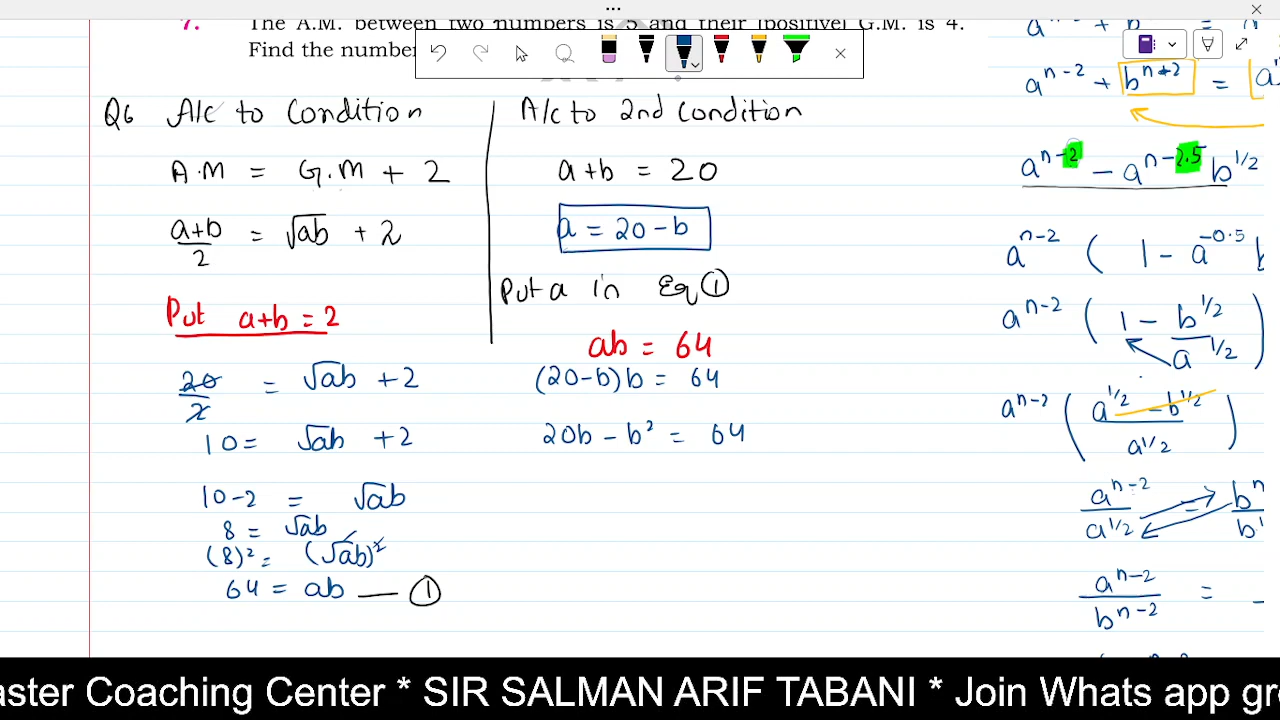 7. The A.M. between two numbers is 5 and their (positive) G.M. is 4.
Find the number
Q6 A/c to Condition
A.M = G.M + 2
a+b/2 = √ab + 2
Put a+b = 2
20/2 = √ab + 2
10 = √ab + 2
10-2 = √ab
8 = √ab
(8)² = (√ab)²
64 = ab — ①
A/c to 2nd Condition
a+b = 20
a = 20 - b
Put a in Eq ①
ab = 64
(20-b)b = 64
20b - b² = 64
a^(n-2) + b^(n+2) =
a^(n-2) - a^(n-2.5) b^(1/2)
a^(n-2) ( 1 - a^(-0.5) b
a^(n-2) ( 1 - b^(1/2)/a^(1/2) )
a^(n-2) ( a^(1/2) - b^(1/2) / a^(1/2) )
a^(n-2)/a^(1/2) = b^n/b^1
a^(n-2)/b^(n-2) =
aster Coaching Center * SIR SALMAN ARIF TABANI * Join Whats app gr